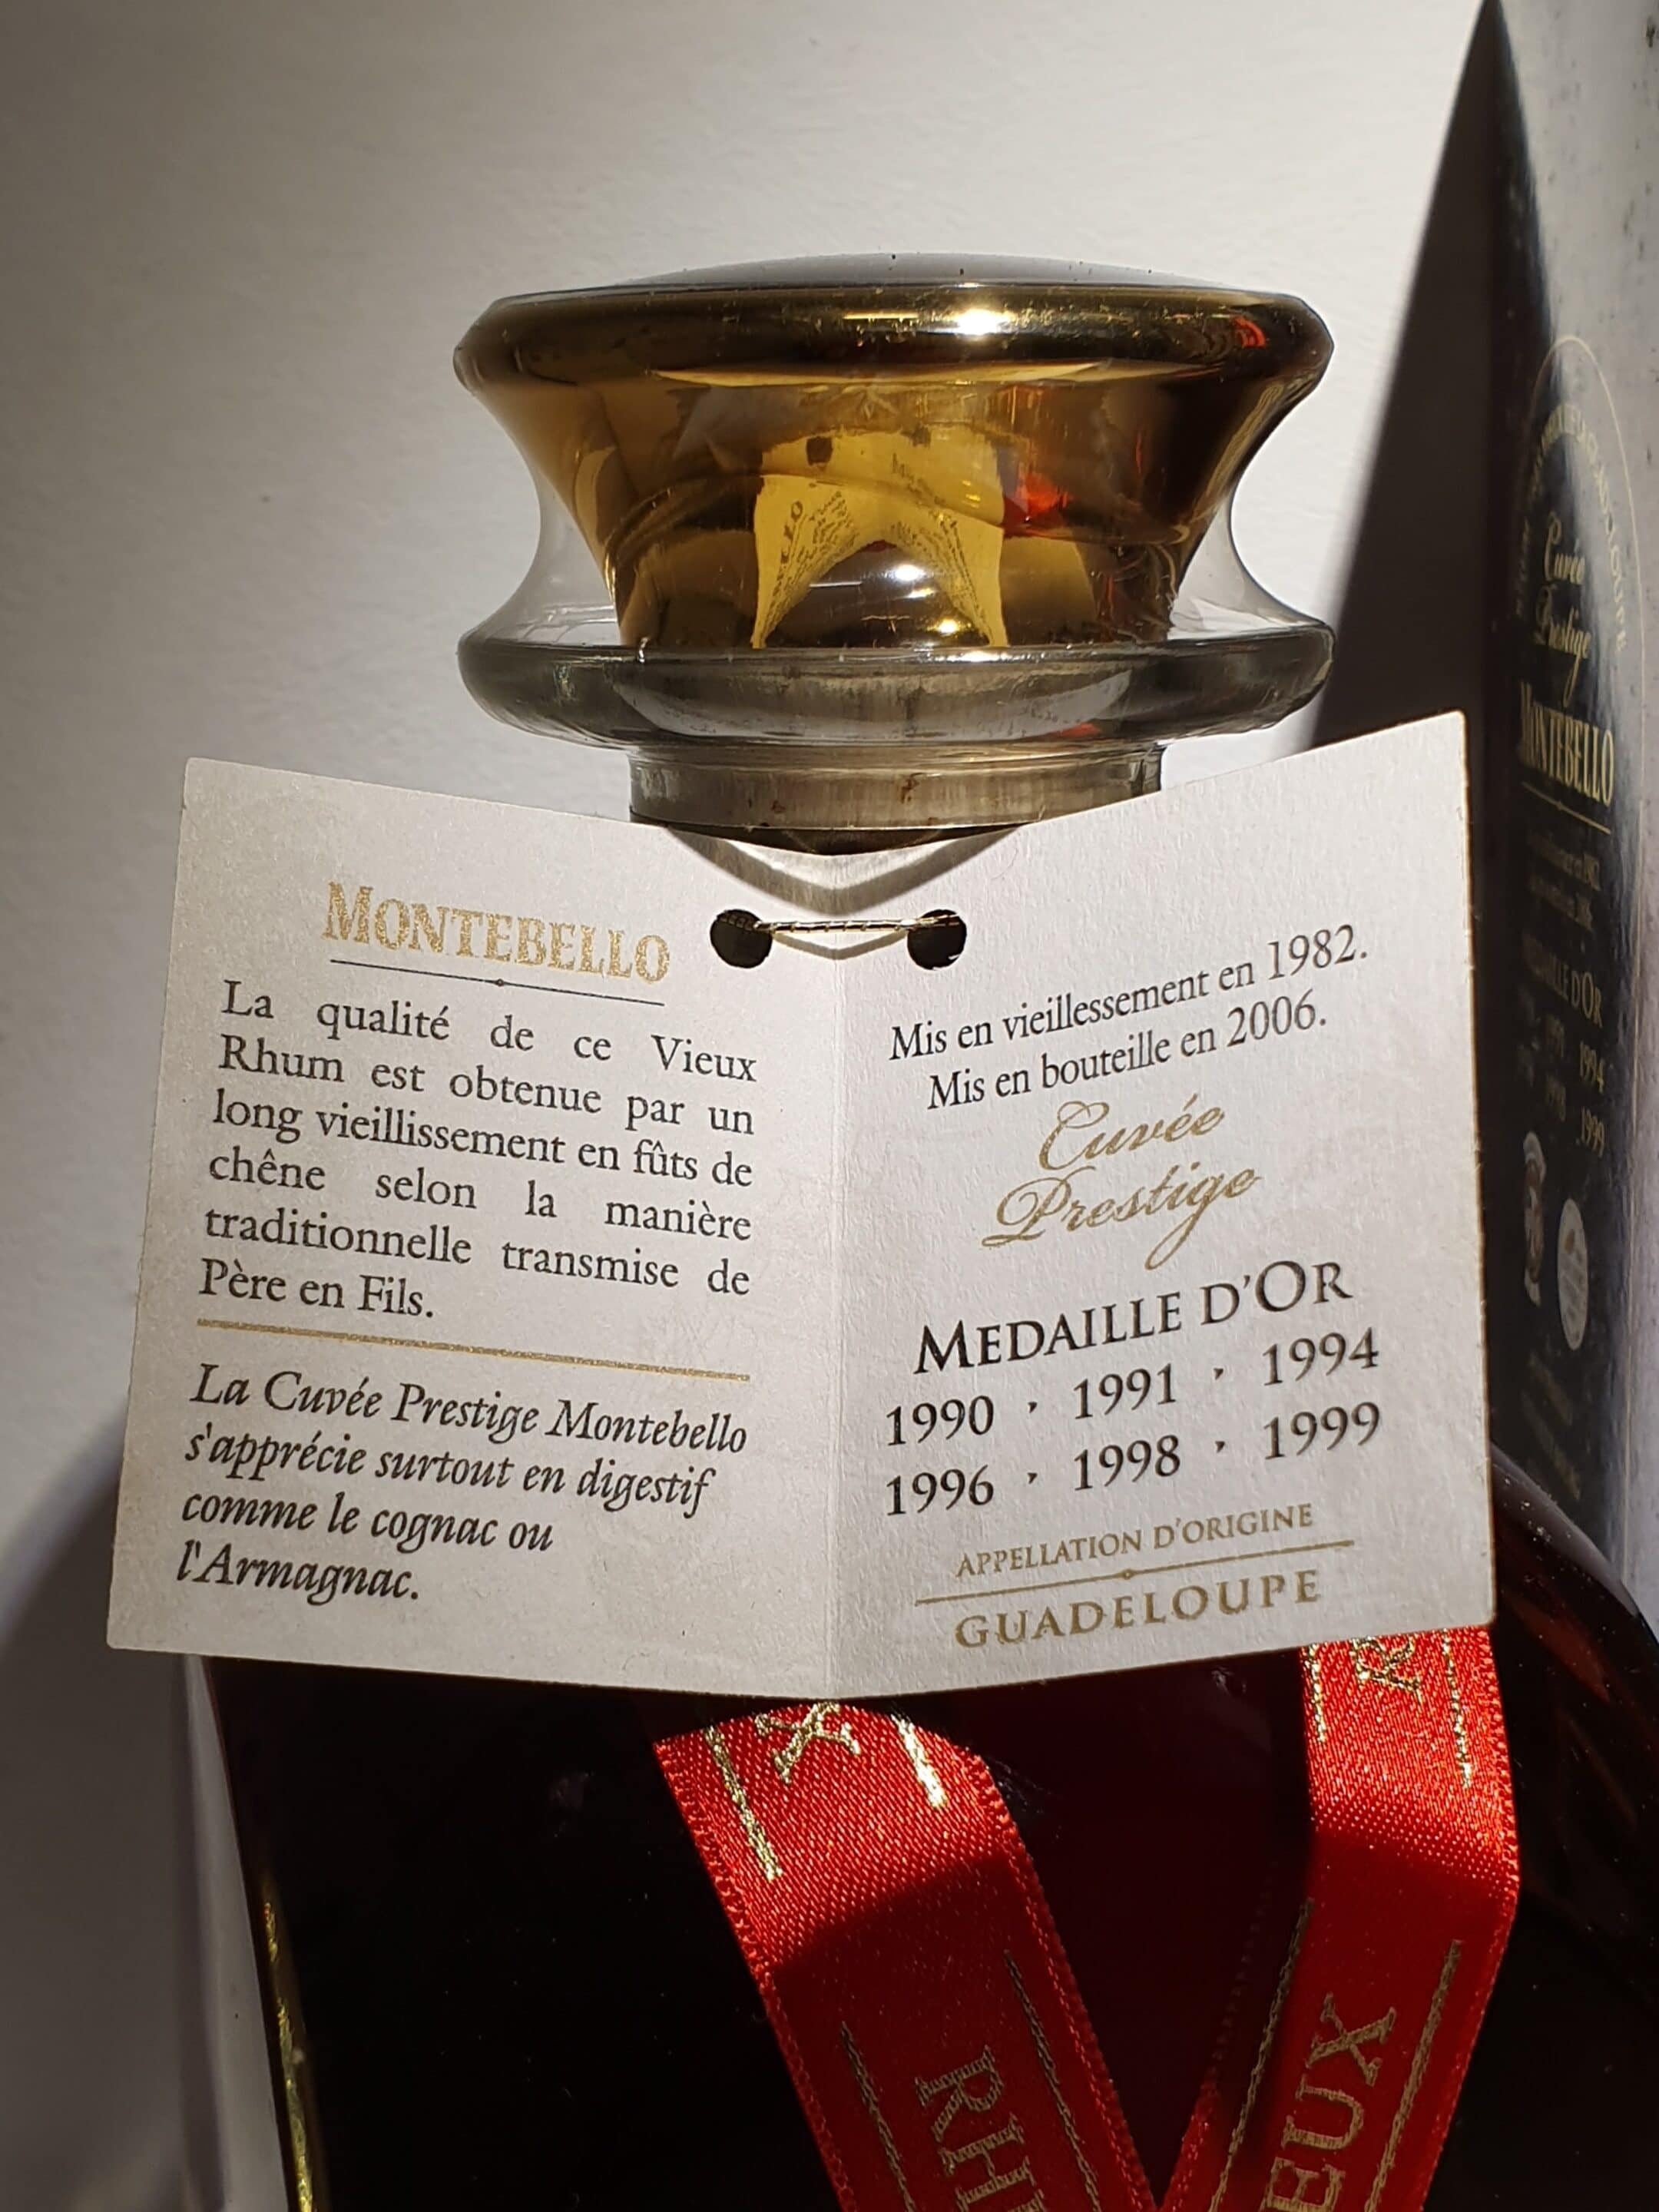 MONTEBELLO
La qualité de ce Vieux
Rhum est obtenue par un
long vieillissement en fûts de
chêne selon la manière
traditionnelle transmise de
Père en Fils.
La Cuvée Prestige Montebello
s'apprécie surtout en digestif
comme le cognac ou
l'Armagnac.
Mis en vieillessement en 1982.
Mis en bouteille en 2006.
Cuvée
Prestige
MEDAILLE D'OR
1990 · 1991 · 1994
1996 · 1998 · 1999
APPELLATION D'ORIGINE
GUADELOUPE
Cuvée
Prestige
MONTEBELLO
MEDAILLE D'OR
1994
1998 1999